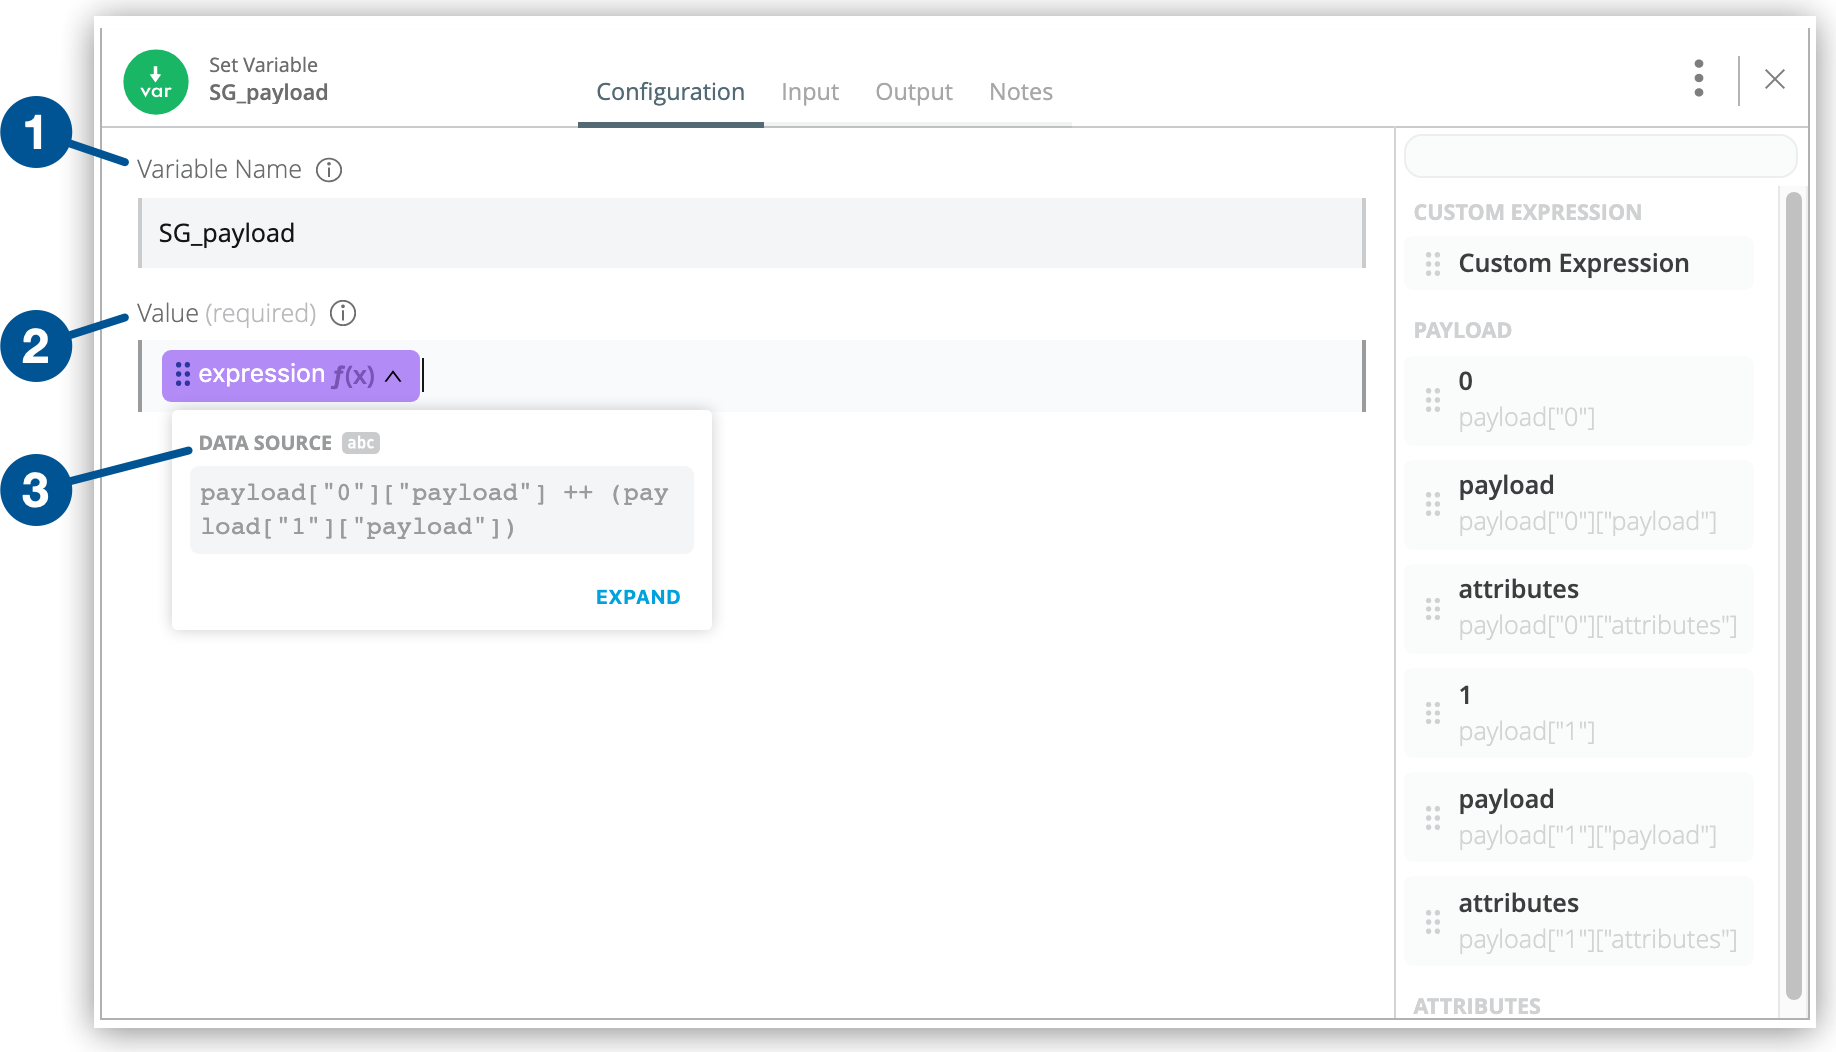 var
Set Variable
SG_payload
Configuration Input Output Notes
1
Variable Name
SG_payload
2
Value (required)
expression ƒ(x)
3
DATA SOURCE abc
payload["0"]["payload"] ++ (pay
load["1"]["payload"])
EXPAND
CUSTOM EXPRESSION
Custom Expression
PAYLOAD
0
payload["0"]
payload
payload["0"]["payload"]
attributes
payload["0"]["attributes"]
1
payload["1"]
payload
payload["1"]["payload"]
attributes
payload["1"]["attributes"]
ATTRIBUTES